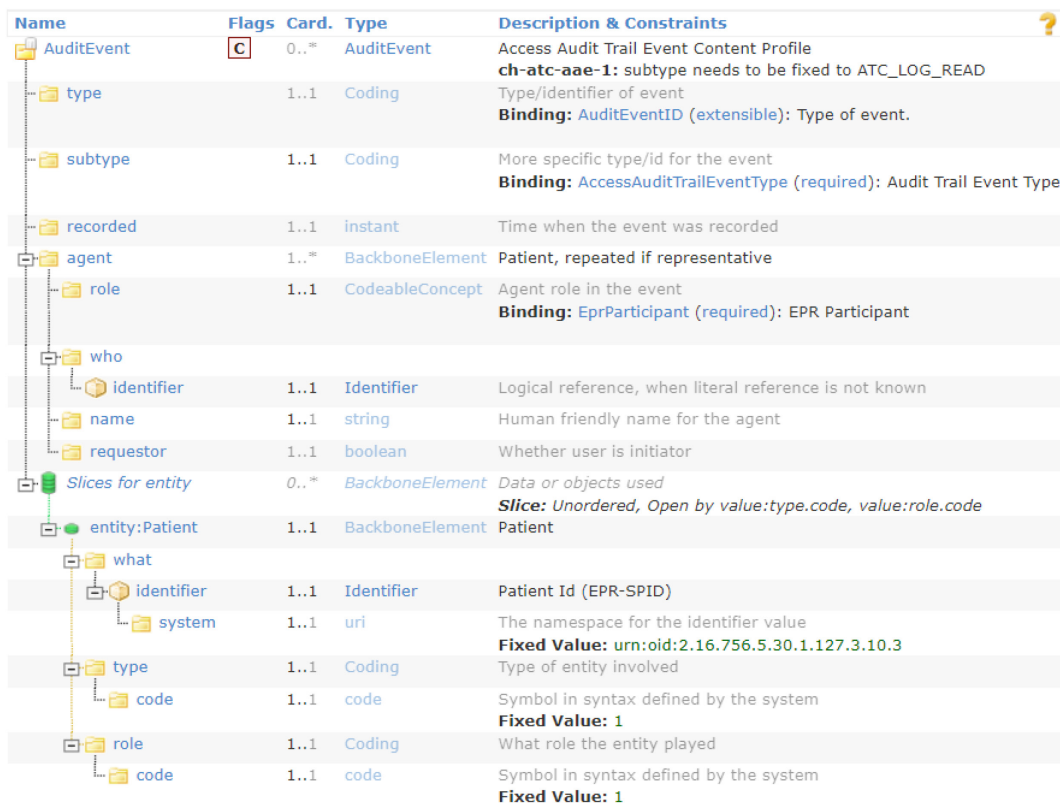 Name Flags Card. Type Description & Constraints ?
AuditEvent C 0..* AuditEvent Access Audit Trail Event Content Profile
ch-atc-aae-1: subtype needs to be fixed to ATC_LOG_READ
type 1..1 Coding Type/identifier of event
Binding: AuditEventID (extensible): Type of event.
subtype 1..1 Coding More specific type/id for the event
Binding: AccessAuditTrailEventType (required): Audit Trail Event Type
recorded 1..1 instant Time when the event was recorded
agent 1..* BackboneElement Patient, repeated if representative
role 1..1 CodeableConcept Agent role in the event
Binding: EprParticipant (required): EPR Participant
who
identifier 1..1 Identifier Logical reference, when literal reference is not known
name 1..1 string Human friendly name for the agent
requestor 1..1 boolean Whether user is initiator
Slices for entity 0..* BackboneElement Data or objects used
Slice: Unordered, Open by value:type.code, value:role.code
entity:Patient 1..1 BackboneElement Patient
what
identifier 1..1 Identifier Patient Id (EPR-SPID)
system 1..1 uri The namespace for the identifier value
Fixed Value: urn:oid:2.16.756.5.30.1.127.3.10.3
type 1..1 Coding Type of entity involved
code 1..1 code Symbol in syntax defined by the system
Fixed Value: 1
role 1..1 Coding What role the entity played
code 1..1 code Symbol in syntax defined by the system
Fixed Value: 1